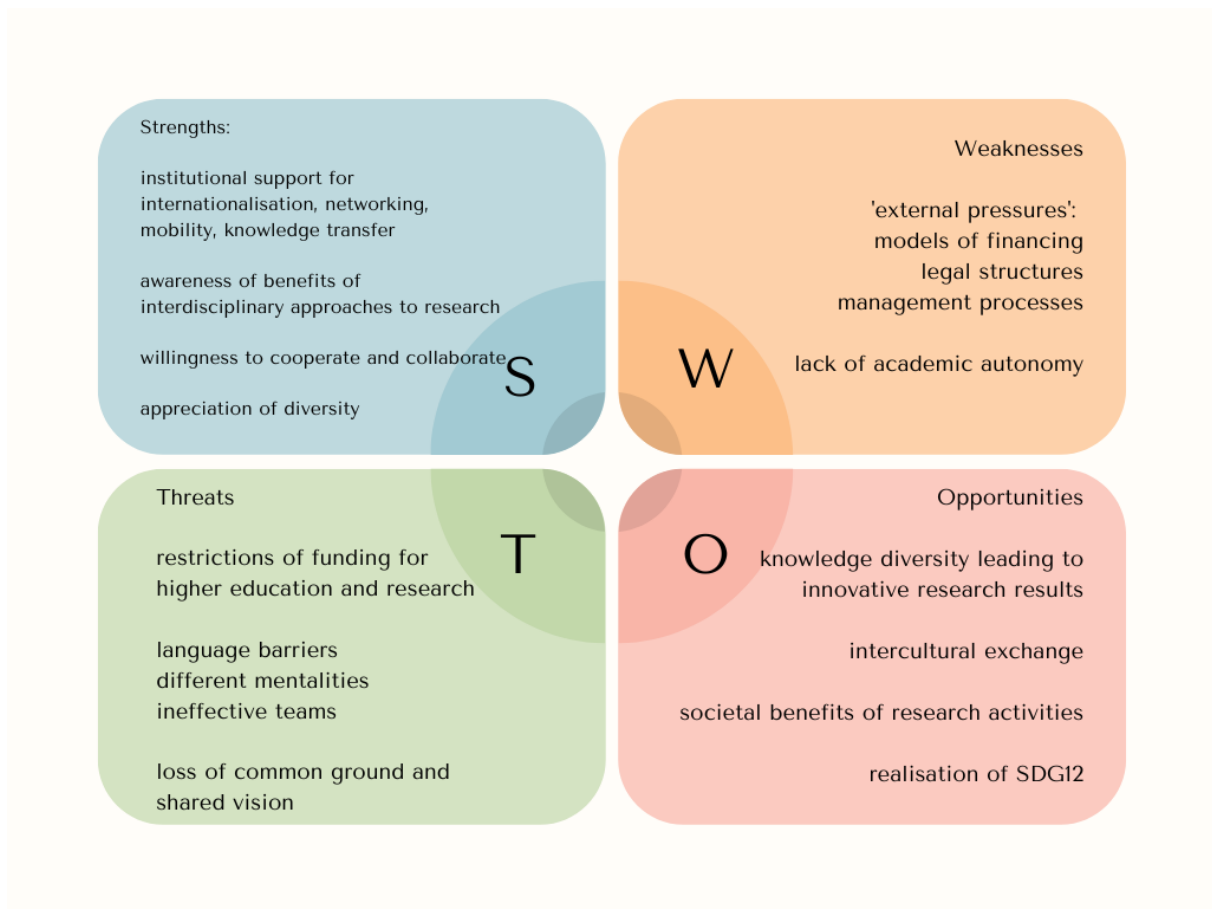 Strengths:
institutional support for
internationalisation, networking,
mobility, knowledge transfer
awareness of benefits of
interdisciplinary approaches to research
willingness to cooperate and collaborate
appreciation of diversity
S
Weaknesses
'external pressures':
models of financing
legal structures
management processes
lack of academic autonomy
W
Threats
restrictions of funding for
higher education and research
language barriers
different mentalities
ineffective teams
loss of common ground and
shared vision
T
Opportunities
knowledge diversity leading to
innovative research results
intercultural exchange
societal benefits of research activities
realisation of SDG12
O